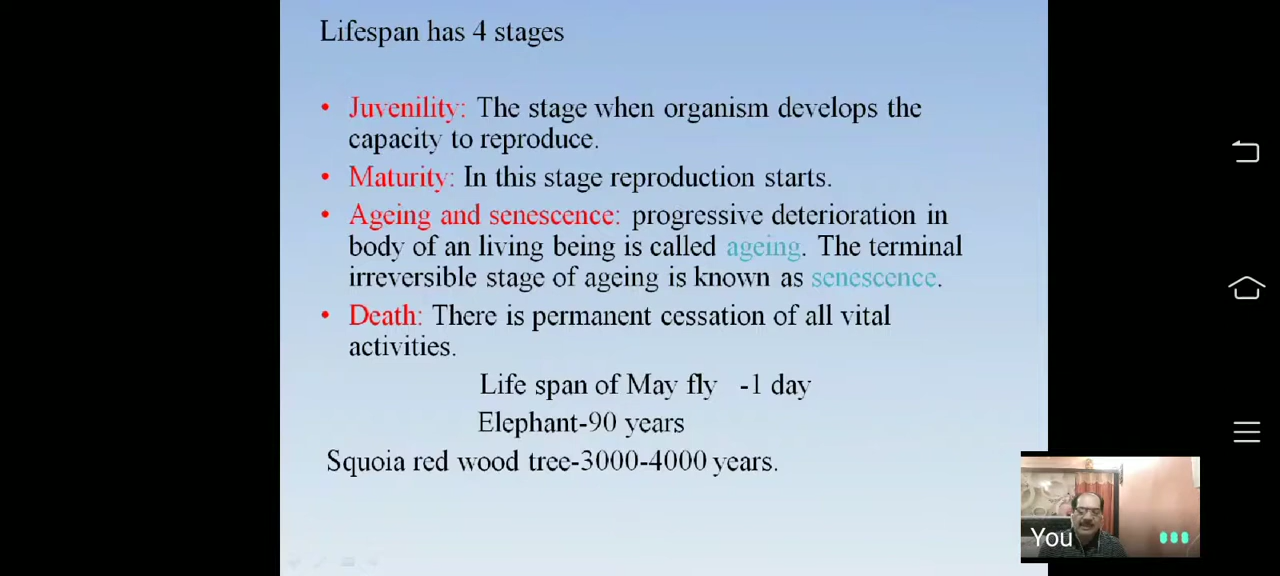 Lifespan has 4 stages
• Juvenility: The stage when organism develops the
capacity to reproduce.
• Maturity: In this stage reproduction starts.
• Ageing and senescence: progressive deterioration in
body of an living being is called ageing. The terminal
irreversible stage of ageing is known as senescence.
• Death: There is permanent cessation of all vital
activities.
Life span of May fly -1 day
Elephant-90 years
Squoia red wood tree-3000-4000 years.
You